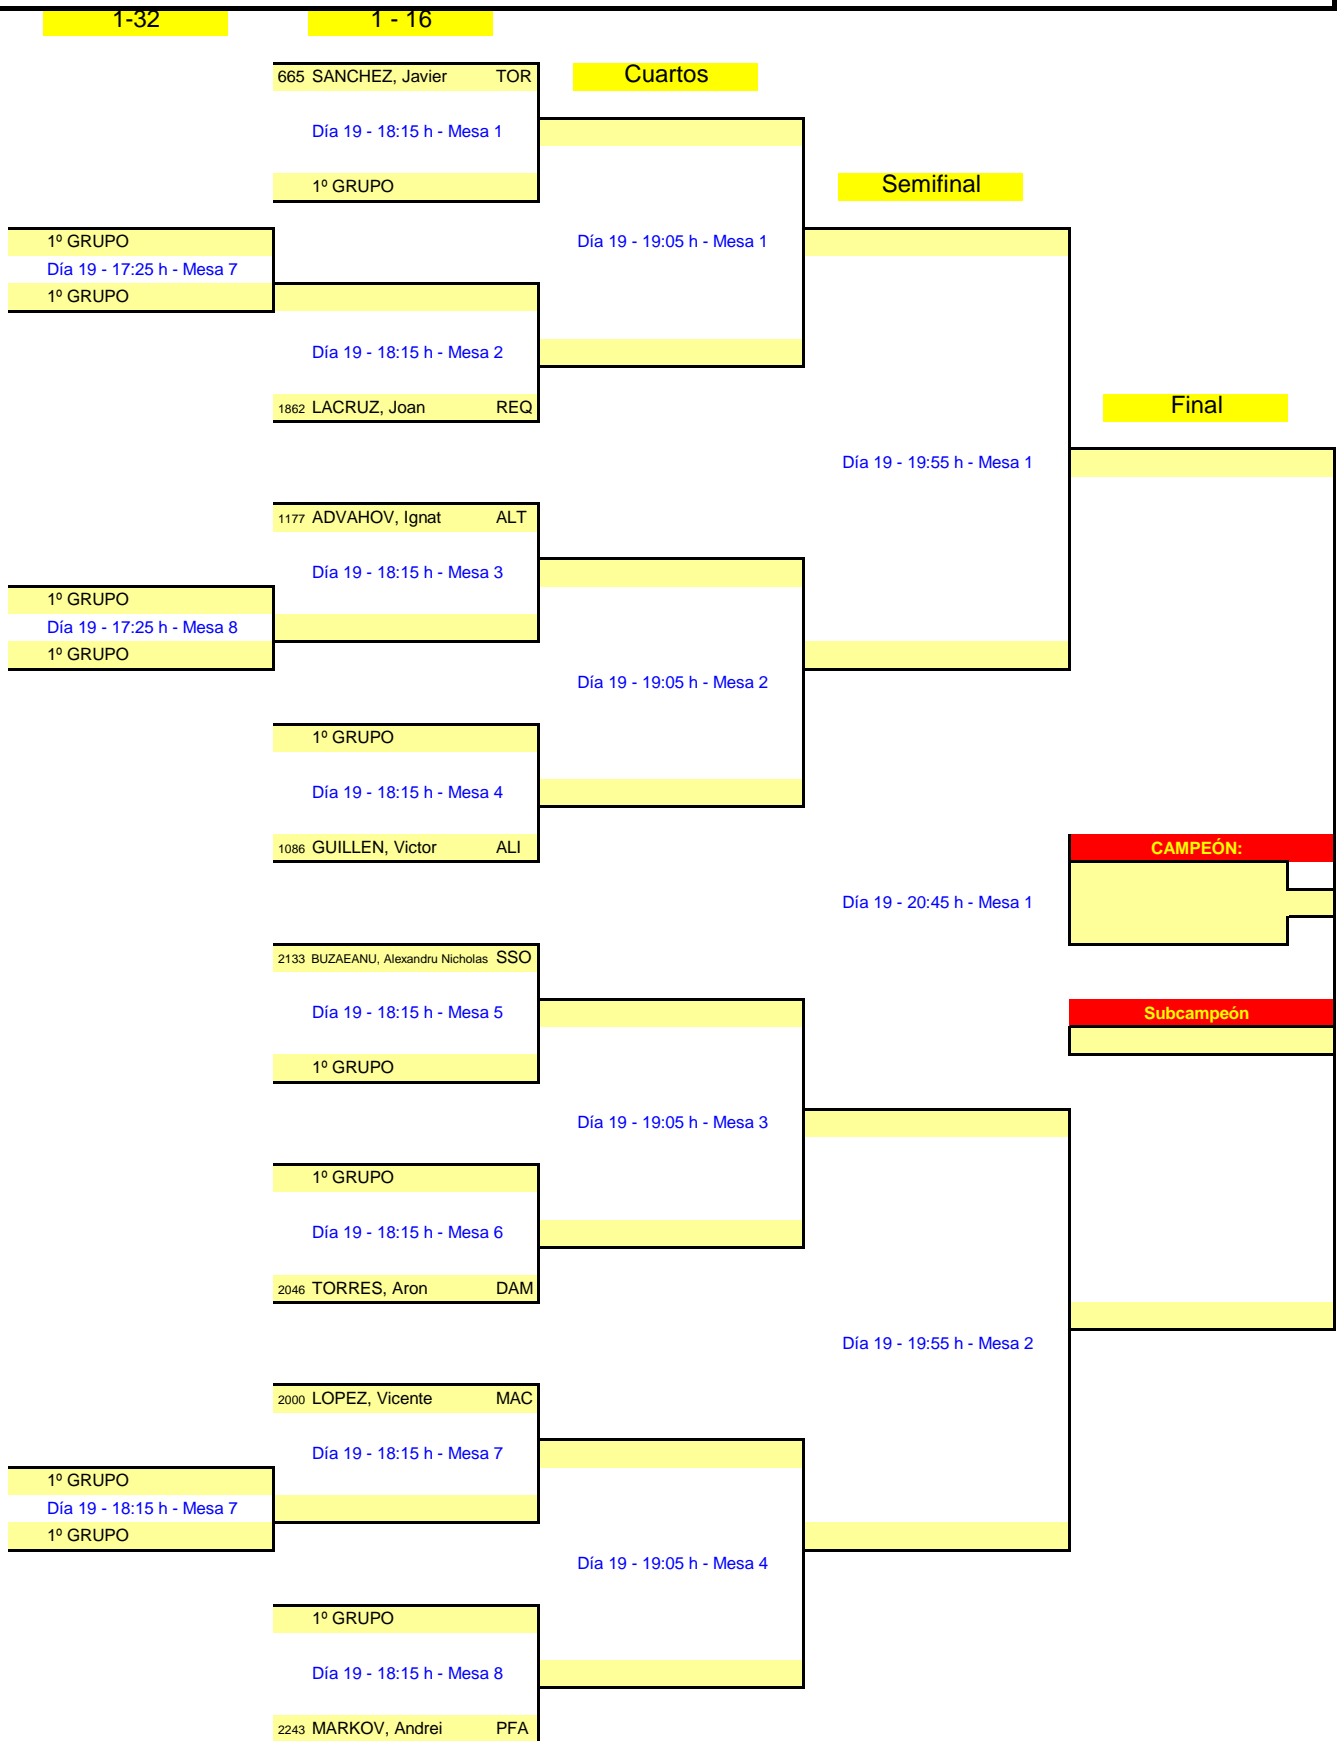 1-32 1 - 16
665 SANCHEZ, Javier TOR Cuartos
Día 19 - 18:15 h - Mesa 1
1º GRUPO Semifinal
1º GRUPO Día 19 - 19:05 h - Mesa 1
Día 19 - 17:25 h - Mesa 7
1º GRUPO
Día 19 - 18:15 h - Mesa 2
1862 LACRUZ, Joan REQ Final
Día 19 - 19:55 h - Mesa 1
1177 ADVAHOV, Ignat ALT
Día 19 - 18:15 h - Mesa 3
1º GRUPO
Día 19 - 17:25 h - Mesa 8
1º GRUPO
Día 19 - 19:05 h - Mesa 2
1º GRUPO
Día 19 - 18:15 h - Mesa 4
1086 GUILLEN, Victor ALI CAMPEÓN:
Día 19 - 20:45 h - Mesa 1
2133 BUZAEANU, Alexandru Nicholas SSO
Día 19 - 18:15 h - Mesa 5 Subcampeón
1º GRUPO
Día 19 - 19:05 h - Mesa 3
1º GRUPO
Día 19 - 18:15 h - Mesa 6
2046 TORRES, Aron DAM
Día 19 - 19:55 h - Mesa 2
2000 LOPEZ, Vicente MAC
Día 19 - 18:15 h - Mesa 7
1º GRUPO
Día 19 - 18:15 h - Mesa 7
1º GRUPO
Día 19 - 19:05 h - Mesa 4
1º GRUPO
Día 19 - 18:15 h - Mesa 8
2243 MARKOV, Andrei PFA